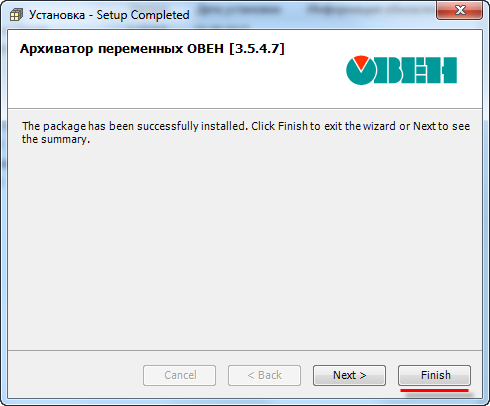 Установка - Setup Completed
Архиватор переменных ОВЕН [3.5.4.7]
ОВЕН
The package has been successfully installed. Click Finish to exit the wizard or Next to see
the summary.
Cancel
< Back
Next >
Finish